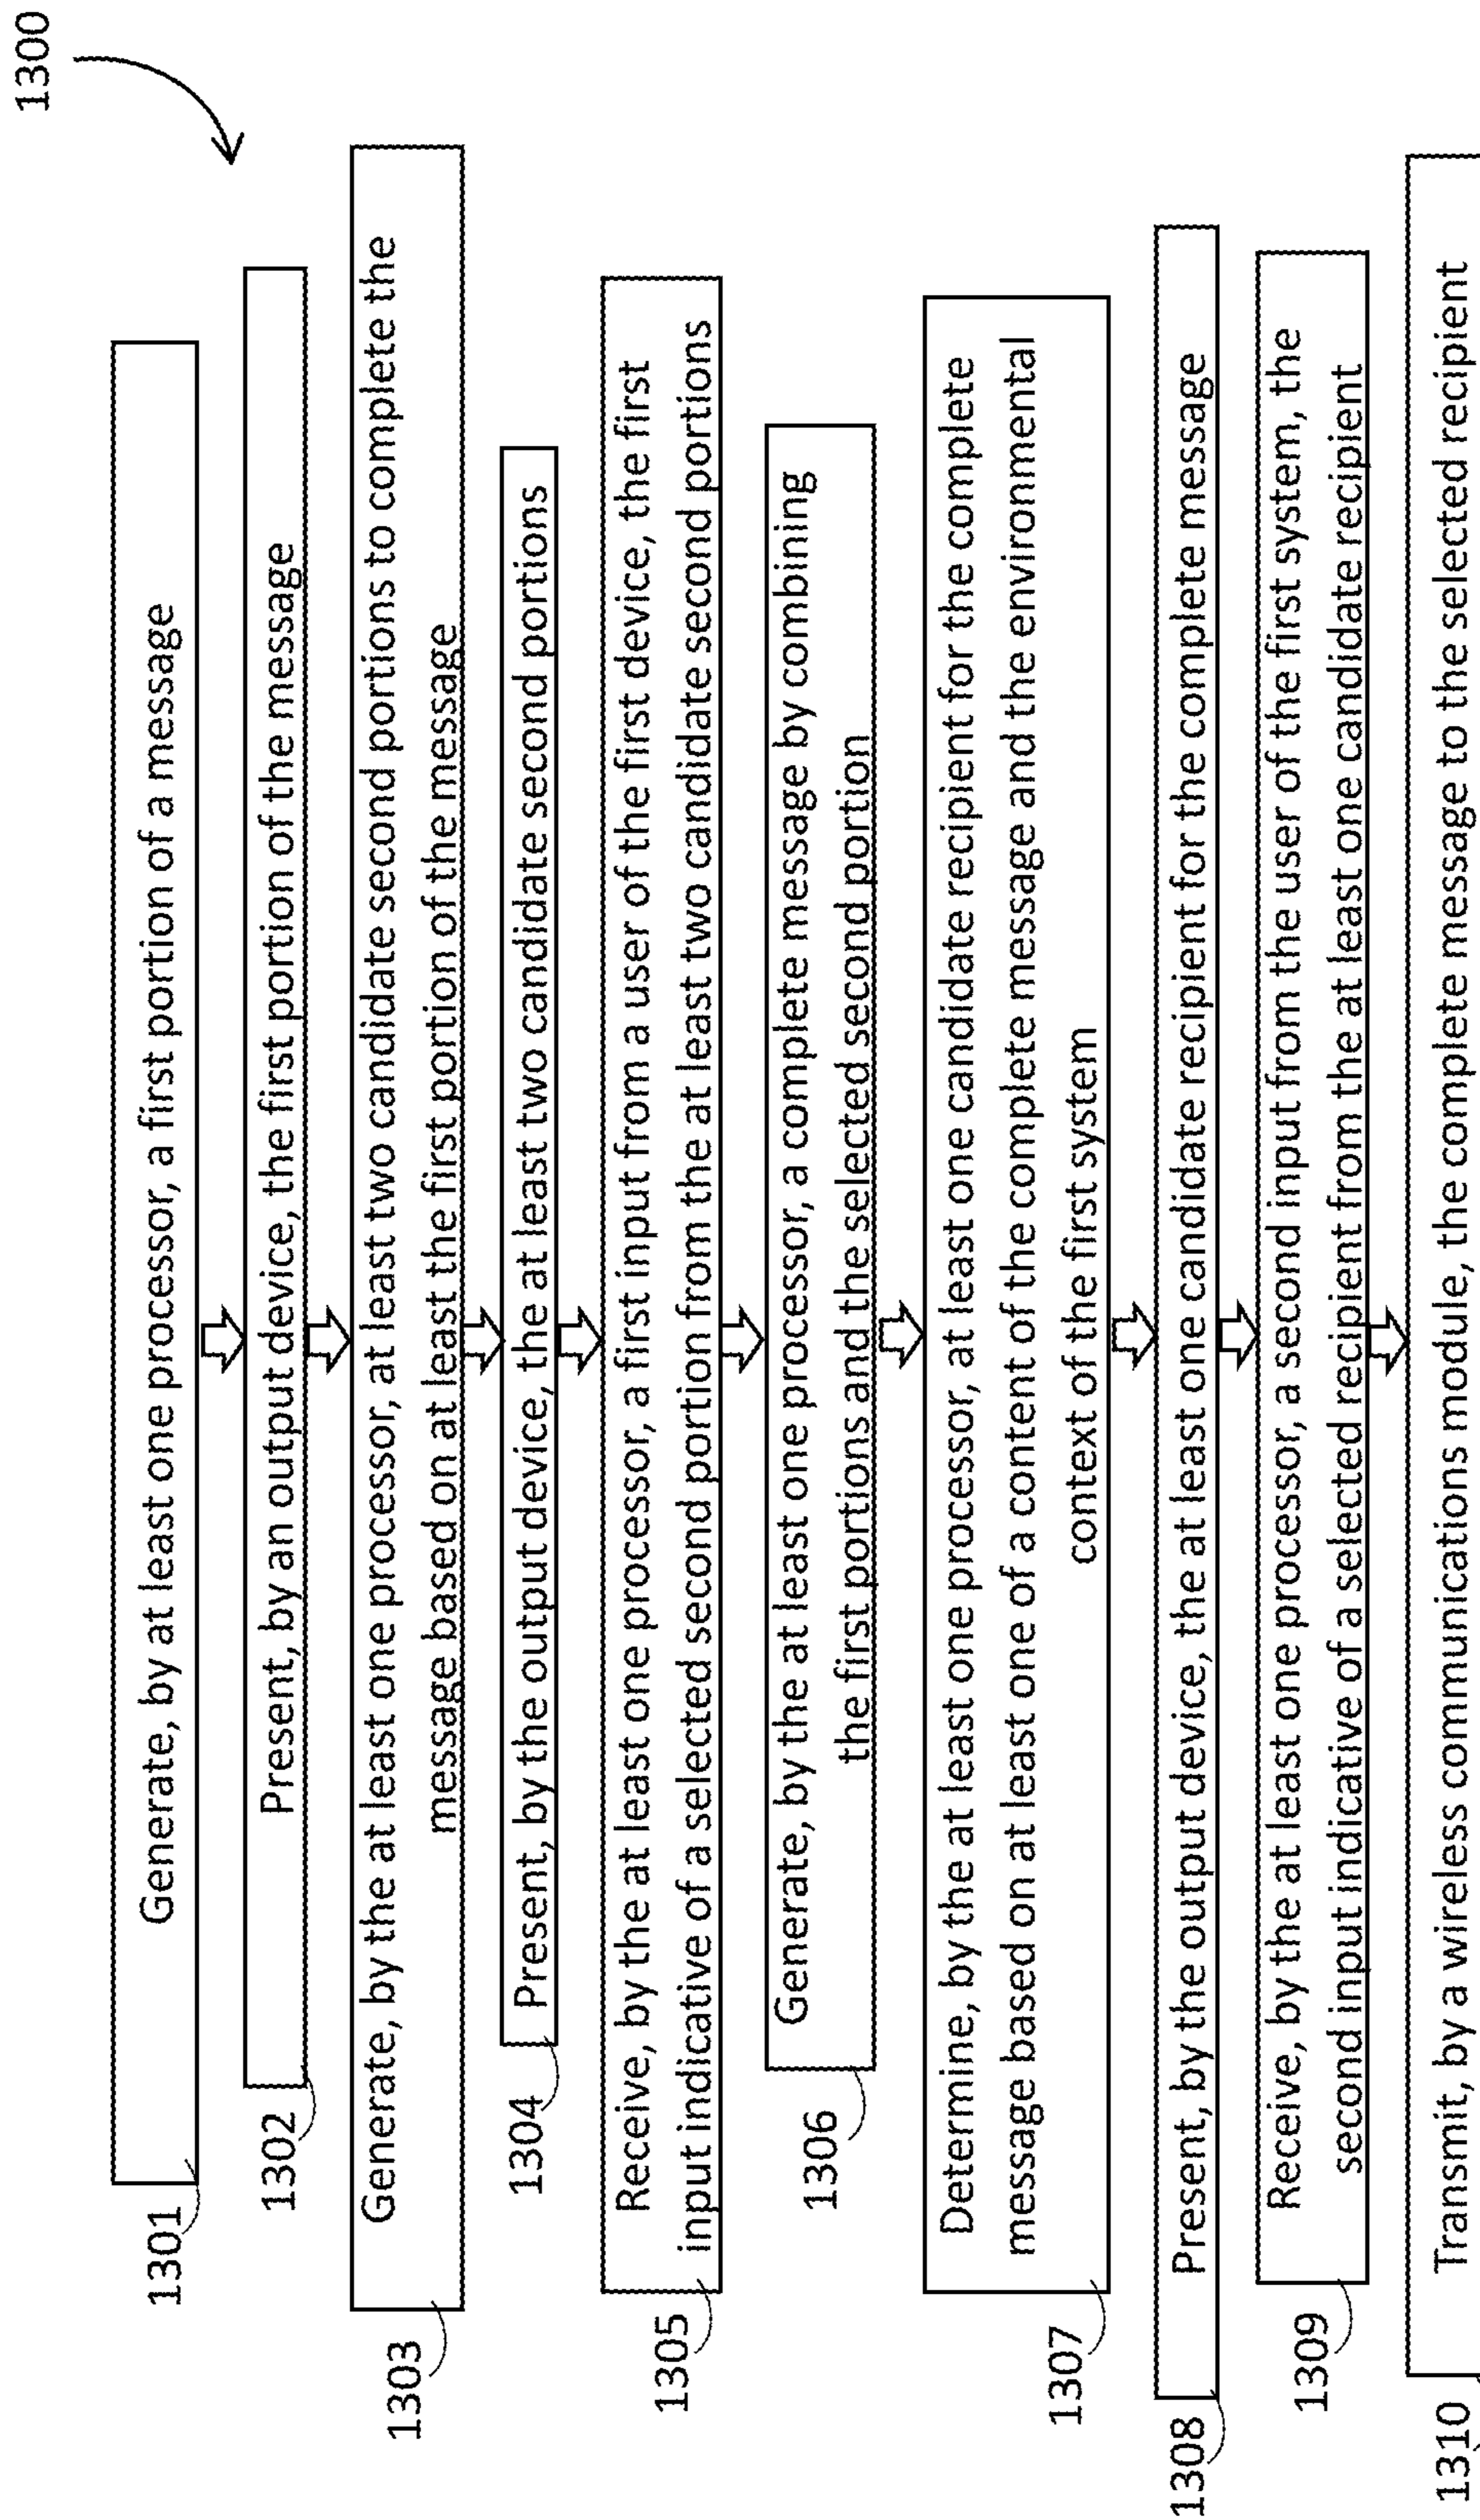 1300
1301
Generate, by at least one processor, a first portion of a message
1302
Present, by an output device, the first portion of the message
1303
Generate, by the at least one processor, at least two candidate second portions to complete the
message based on at least the first portion of the message
1304
Present, by the output device, the at least two candidate second portions
1305
Receive, by the at least one processor, a first input from a user of the first device, the first
input indicative of a selected second portion from the at least two candidate second portions
1306
Generate, by the at least one processor, a complete message by combining
the first portions and the selected second portion
1307
Determine, by the at least one processor, at least one candidate recipient for the complete
message based on at least one of a content of the complete message and the environmental
context of the first system
1308
Present, by the output device, the at least one candidate recipient for the complete message
1309
Receive, by the at least one processor, a second input from the user of the first system, the
second input indicative of a selected recipient from the at least one candidate recipient
1310
Transmit, by a wireless communications module, the complete message to the selected recipient